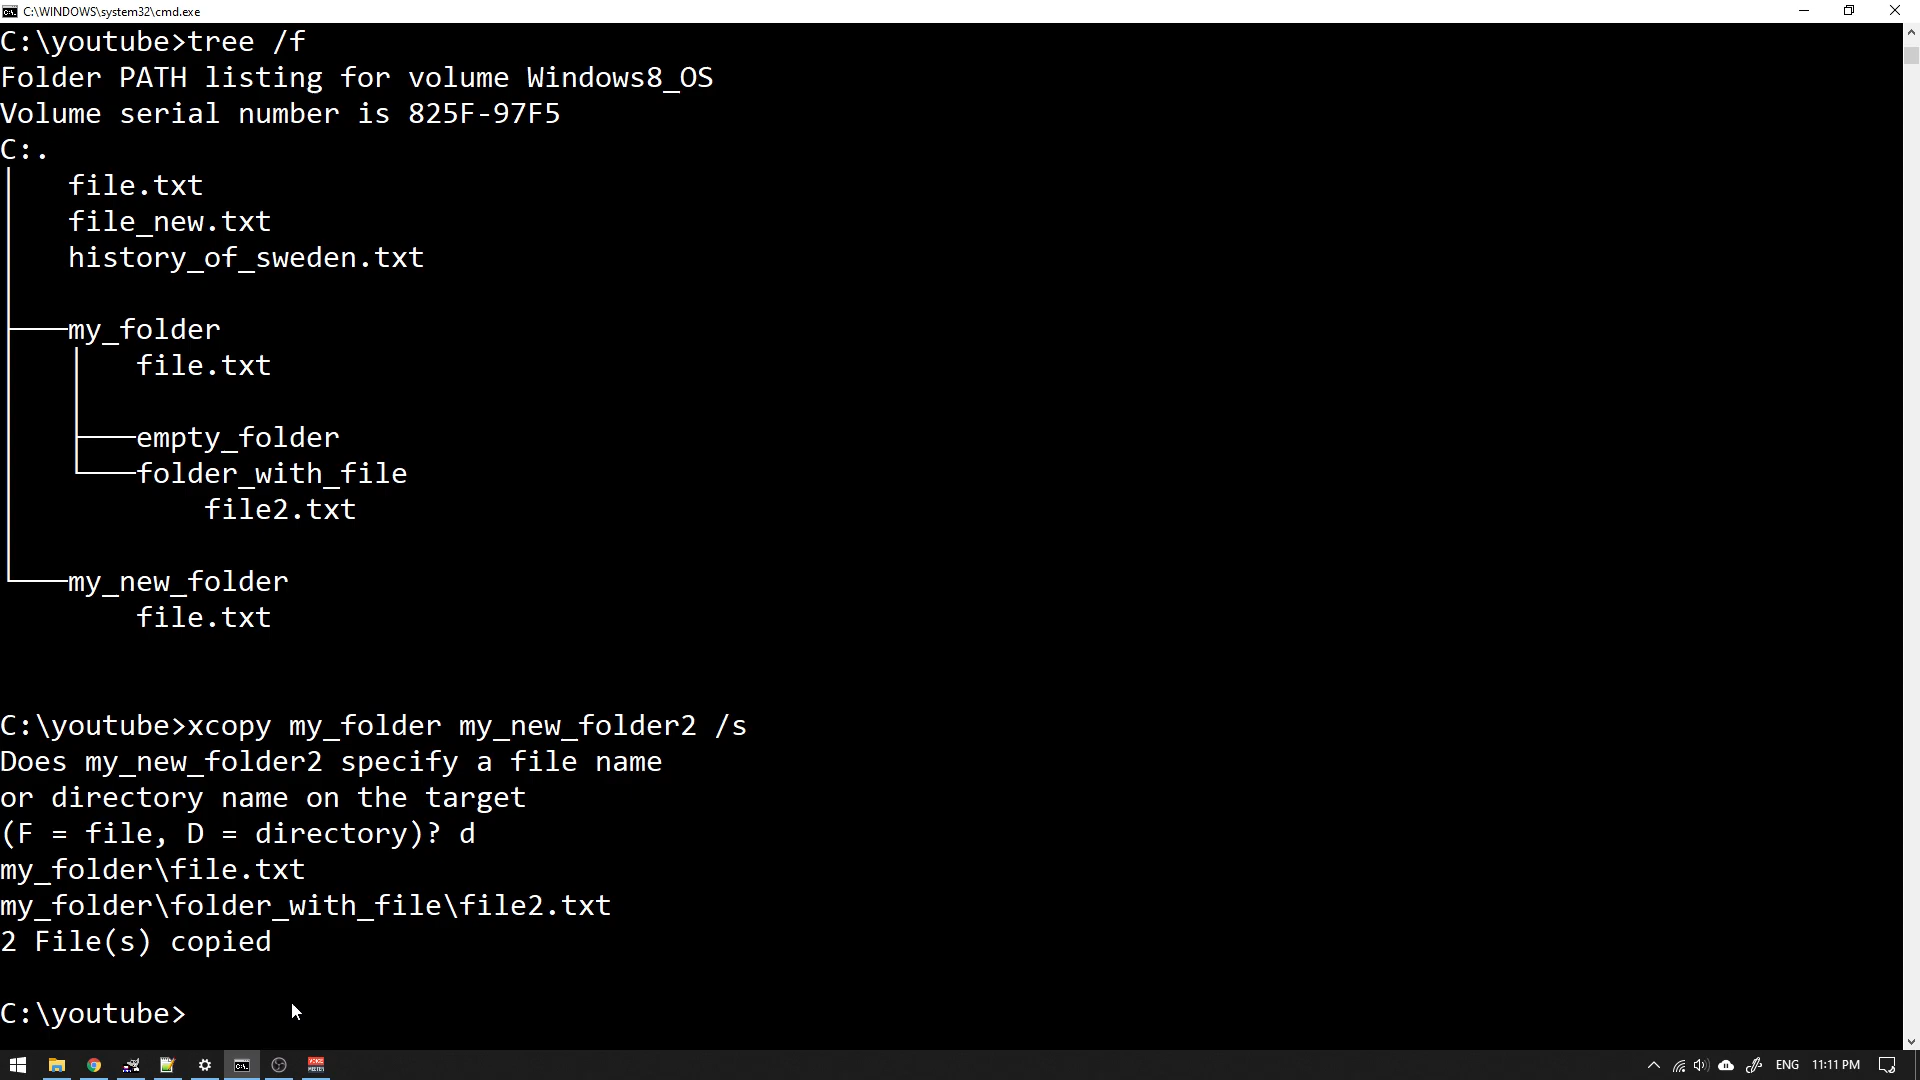 C:\WINDOWS\system32\cmd.exe
C:\youtube>tree /f
Folder PATH listing for volume Windows8_OS
Volume serial number is 825F-97F5
C:.
file.txt
file_new.txt
history_of_sweden.txt
my_folder
file.txt
empty_folder
folder_with_file
file2.txt
my_new_folder
file.txt
C:\youtube>xcopy my_folder my_new_folder2 /s
Does my_new_folder2 specify a file name
or directory name on the target
(F = file, D = directory)? d
my_folder\file.txt
my_folder\folder_with_file\file2.txt
2 File(s) copied
C:\youtube>
ENG 11:11 PM